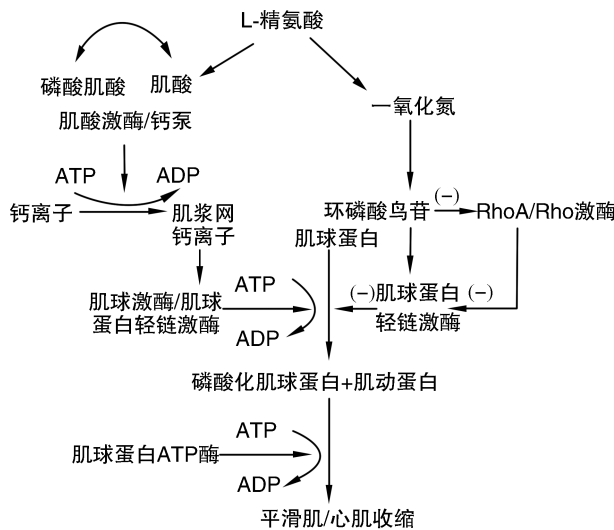 L-精氨酸
磷酸肌酸
肌酸
肌酸激酶/钙泵
一氧化氮
ATP
ADP
钙离子
肌浆网
钙离子
环磷酸鸟苷
(−)
RhoA/Rho激酶
肌球蛋白
ATP
肌球激酶/肌球
蛋白轻链激酶
ADP
(−)
肌球蛋白
轻链激酶
(−)
磷酸化肌球蛋白+肌动蛋白
ATP
肌球蛋白ATP酶
ADP
平滑肌/心肌收缩